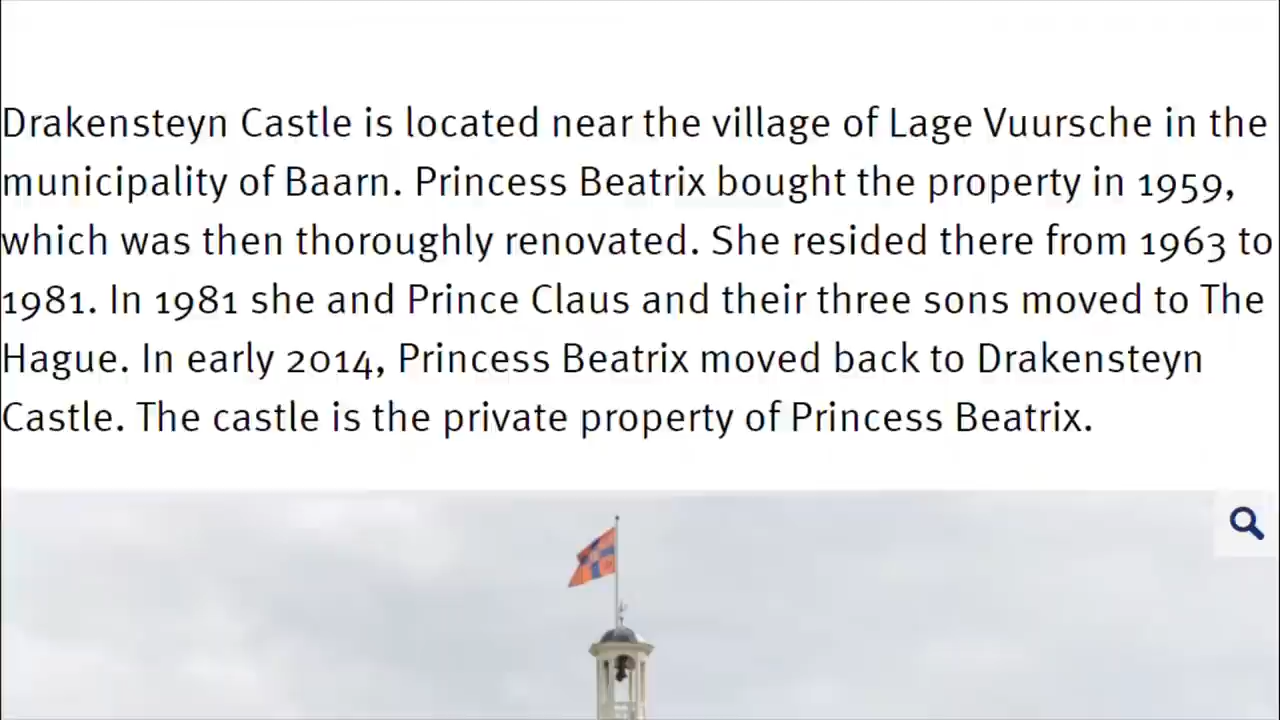 Drakensteyn Castle is located near the village of Lage Vuursche in the
municipality of Baarn. Princess Beatrix bought the property in 1959,
which was then thoroughly renovated. She resided there from 1963 to
1981. In 1981 she and Prince Claus and their three sons moved to The
Hague. In early 2014, Princess Beatrix moved back to Drakensteyn
Castle. The castle is the private property of Princess Beatrix.